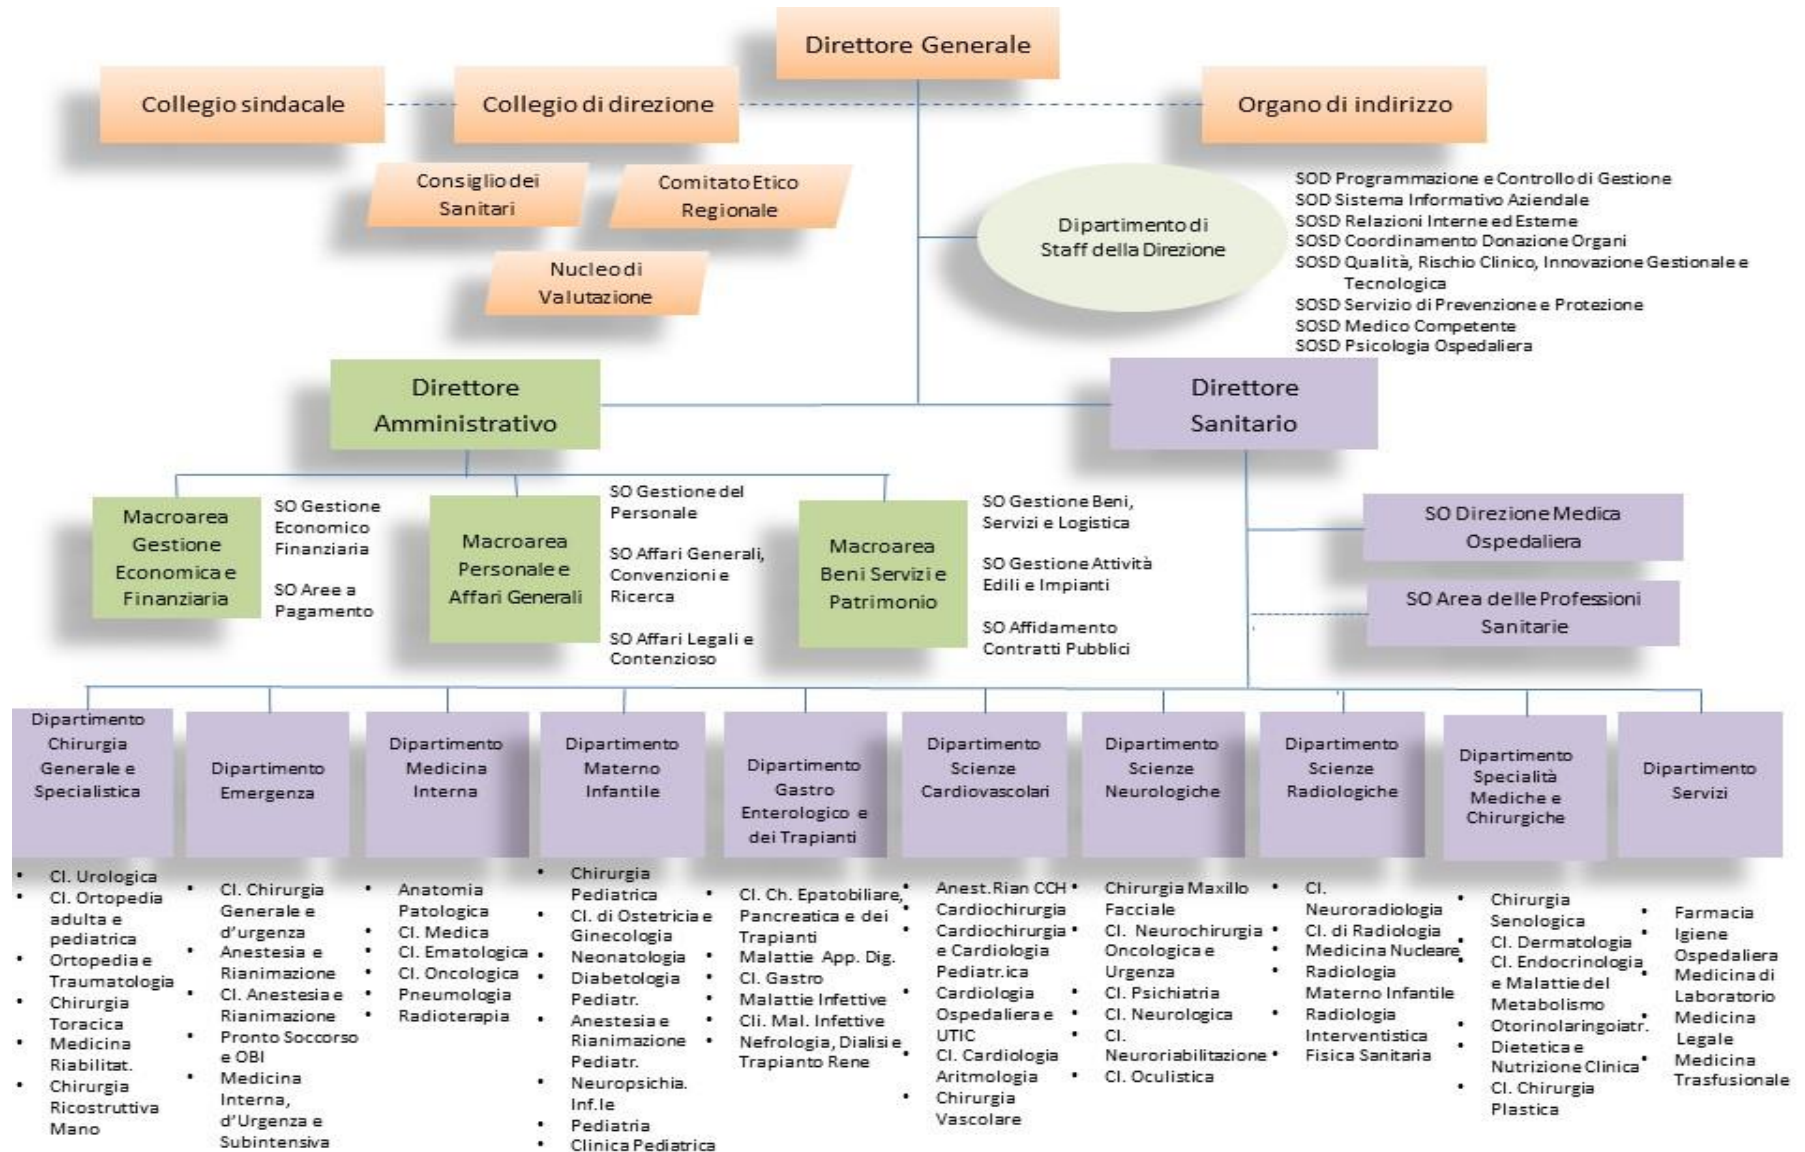 Direttore Generale
Collegio sindacale
Collegio di direzione
Organo di indirizzo
Consiglio dei
Sanitari
Comitato Etico
Regionale
Nucleo di
Valutazione
Dipartimento di
Staff della Direzione
SOD Programmazione e Controllo di Gestione
SOD Sistema Informativo Aziendale
SOSD Relazioni Interne ed Esterne
SOSD Coordinamento Donazione Organi
SOSD Qualità, Rischio Clinico, Innovazione Gestionale e
Tecnologica
SOSD Servizio di Prevenzione e Protezione
SOSD Medico Competente
SOSD Psicologia Ospedaliera
Direttore
Amministrativo
Direttore
Sanitario
Macroarea
Gestione
Economica e
Finanziaria
SO Gestione
Economico
Finanziaria
SO Aree a
Pagamento
Macroarea
Personale e
Affari Generali
SO Gestione del
Personale
SO Affari Generali,
Convenzioni e
Ricerca
SO Affari Legali e
Contenzioso
Macroarea
Beni Servizi e
Patrimonio
SO Gestione Beni,
Servizi e Logistica
SO Gestione Attività
Edili e Impianti
SO Affidamento
Contratti Pubblici
SO Direzione Medica
Ospedaliera
SO Area delle Professioni
Sanitarie
Dipartimento
Chirurgia
Generale e
Specialistica
• Cl. Urologica
• Cl. Ortopedia
adulta e
pediatrica
• Ortopedia e
Traumatologia
• Chirurgia
Toracica
• Medicina
Riabilitat.
• Chirurgia
Ricostruttiva
Mano
Dipartimento
Emergenza
• Cl. Chirurgia
Generale e
d'urgenza
• Anestesia e
Rianimazione
• Cl. Anestesia e
Rianimazione
• Pronto Soccorso
e OBI
• Medicina
Interna,
d'Urgenza e
Subintensiva
Dipartimento
Medicina
Interna
• Anatomia
Patologica
• Cl. Medica
• Cl. Ematologica
• Cl. Oncologica
• Pneumologia
• Radioterapia
Dipartimento
Materno
Infantile
• Chirurgia
Pediatrica
• Cl. di Ostetricia e
Ginecologia
• Neonatologia
• Diabetologia
Pediatr.
• Anestesia e
Rianimazione
Pediatr.
• Neuropsichia.
Inf.le
• Pediatria
• Clinica Pediatrica
Dipartimento
Gastro
Enterologico e
dei Trapianti
• Cl. Ch. Epatobiliare,
Pancreatica e dei
Trapianti
• Malattie App. Dig.
• Cl. Gastro
• Malattie Infettive
• Cli. Mal. Infettive
• Nefrologia, Dialisi e
Trapianto Rene
Dipartimento
Scienze
Cardiovascolari
• Anest.Rian CCH
• Cardiochirurgia
• Cardiochirurgia
e Cardiologia
Pediatr.ica
• Cardiologia
Ospedaliera e
UTIC
• Cl. Cardiologia
Aritmologia
• Chirurgia
Vascolare
Dipartimento
Scienze
Neurologiche
• Chirurgia Maxillo
Facciale
• Cl. Neurochirurgia
Oncologica e
Urgenza
• Cl. Psichiatria
• Cl. Neurologica
• Cl.
Neuroriabilitazione
• Cl. Oculistica
Dipartimento
Scienze
Radiologiche
• Cl.
Neuroradiologia
• Cl. di Radiologia
• Medicina Nucleare
• Radiologia
Materno Infantile
• Radiologia
Interventistica
• Fisica Sanitaria
Dipartimento
Specialità
Mediche e
Chirurgiche
• Chirurgia
Senologica
• Cl. Dermatologia
• Cl. Endocrinologia
e Malattie del
Metabolismo
• Otorinolaringoiatr.
• Dietetica e
Nutrizione Clinica
• Cl. Chirurgia
Plastica
Dipartimento
Servizi
• Farmacia
• Igiene
Ospedaliera
• Medicina di
Laboratorio
• Medicina
Legale
• Medicina
Trasfusionale